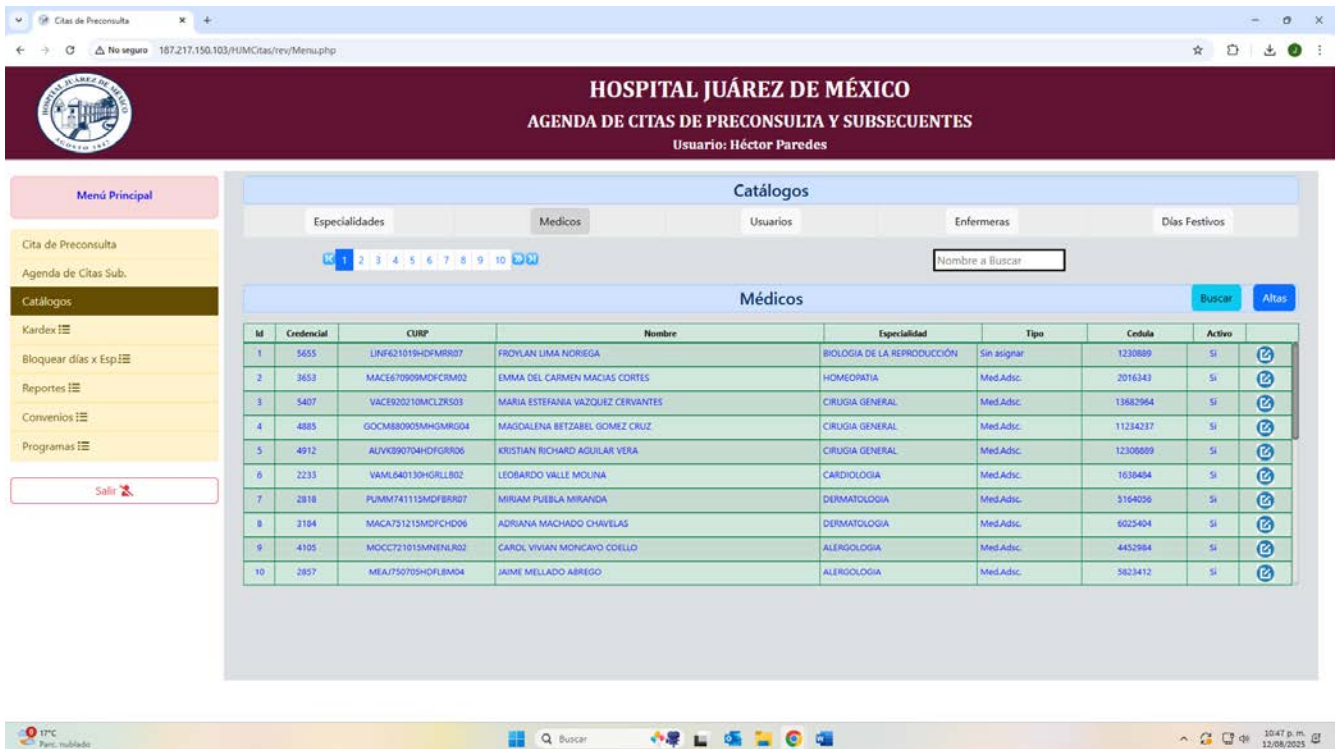 Citas de Preconsulta
No seguro 187.217.150.103/HJMCitas/rev/Menu.php
HOSPITAL JUÁREZ DE MÉXICO
AGENDA DE CITAS DE PRECONSULTA Y SUBSECUENTES
Usuario: Héctor Paredes
HOSPITAL JUÁREZ DE MÉXICO
AGOSTO 1847
Menú Principal
Cita de Preconsulta
Agenda de Citas Sub.
Catálogos
Kardex
Bloquear días x Esp.
Reportes
Convenios
Programas
Salir
Catálogos
Especialidades Medicos Usuarios Enfermeras Días Festivos
1 2 3 4 5 6 7 8 9 10 Nombre a Buscar
Médicos Buscar Altas
Id Credencial CURP Nombre Especialidad Tipo Cedula Activo
1 5655 LINF621019HDFMRR07 FROYLAN LIMA NORIEGA BIOLOGIA DE LA REPRODUCCIÓN Sin asignar 1230889 Si
2 3653 MACE670909MDFCRM02 EMMA DEL CARMEN MACIAS CORTES HOMEOPATIA Med.Adsc. 2016343 Si
3 5407 VACE920210MCLZRS03 MARIA ESTEFANIA VAZQUEZ CERVANTES CIRUGIA GENERAL Med.Adsc. 13682964 Si
4 4885 GOCM880905MHGMRG04 MAGDALENA BETZABEL GOMEZ CRUZ CIRUGIA GENERAL Med.Adsc. 11234237 Si
5 4912 AUVK890704HDFGRR06 KRISTIAN RICHARD AGUILAR VERA CIRUGIA GENERAL Med.Adsc. 12308889 Si
6 2233 VAML640130HGRLLB02 LEOBARDO VALLE MOLINA CARDIOLOGIA Med.Adsc. 1638484 Si
7 2818 PUMM741115MDFBRR07 MIRIAM PUEBLA MIRANDA DERMATOLOGIA Med.Adsc. 5164056 Si
8 3184 MACA751215MDFCHD06 ADRIANA MACHADO CHAVELAS DERMATOLOGIA Med.Adsc. 6025404 Si
9 4105 MOCC721015MNENLR02 CAROL VIVIAN MONCAYO COELLO ALERGOLOGIA Med.Adsc. 4452984 Si
10 2857 MEAJ750705HDFLBM04 JAIME MELLADO ABREGO ALERGOLOGIA Med.Adsc. 5823412 Si
17°C
Parc. nublado
Buscar
10:47 p. m.
12/08/2025